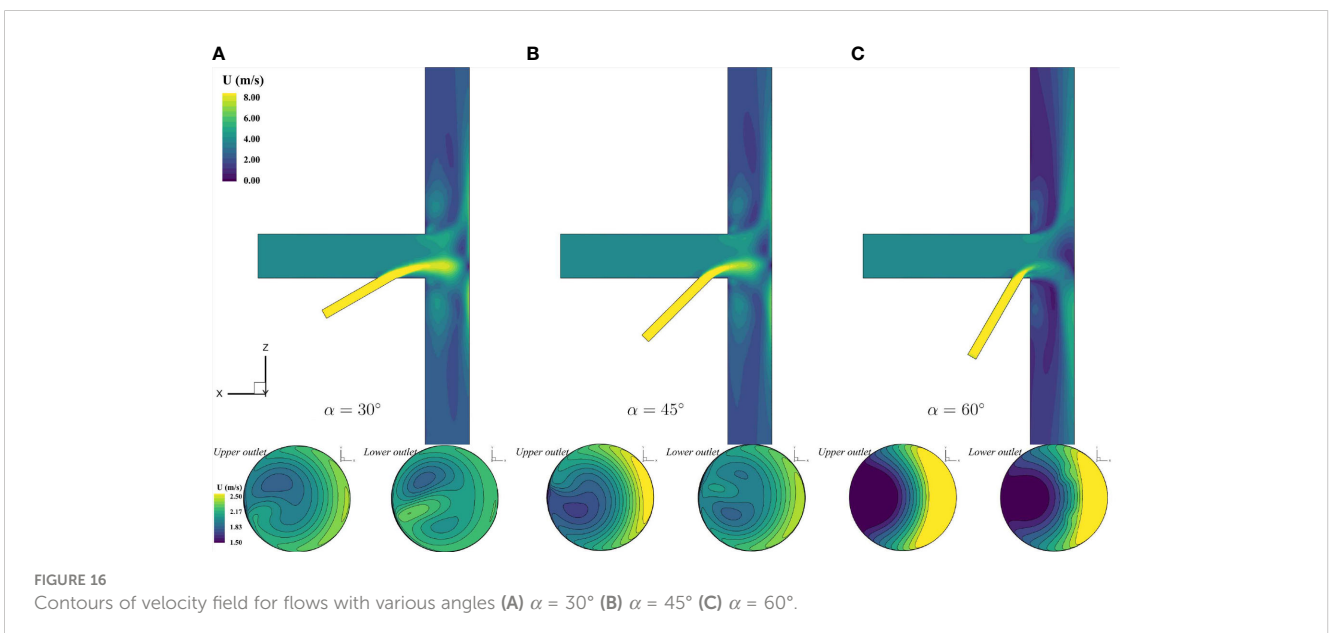 A
B
C
U (m/s)
8.00
6.00
4.00
2.00
0.00
Z
X
Y
α = 30°
α = 45°
α = 60°
Upper outlet
Lower outlet
Upper outlet
Lower outlet
Upper outlet
Lower outlet
U (m/s)
2.50
2.17
1.83
1.50
FIGURE 16
Contours of velocity field for flows with various angles (A) α = 30° (B) α = 45° (C) α = 60°.